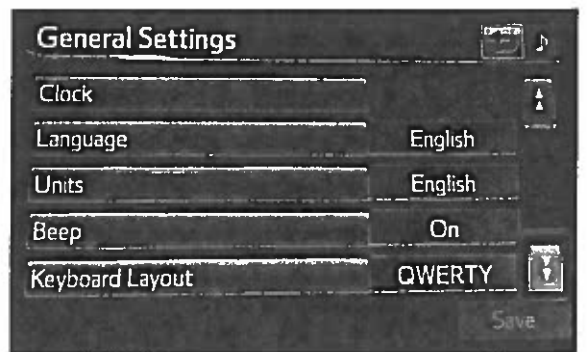 General Settings
Clock
Language English
Units English
Beep On
Keyboard Layout QWERTY
Save